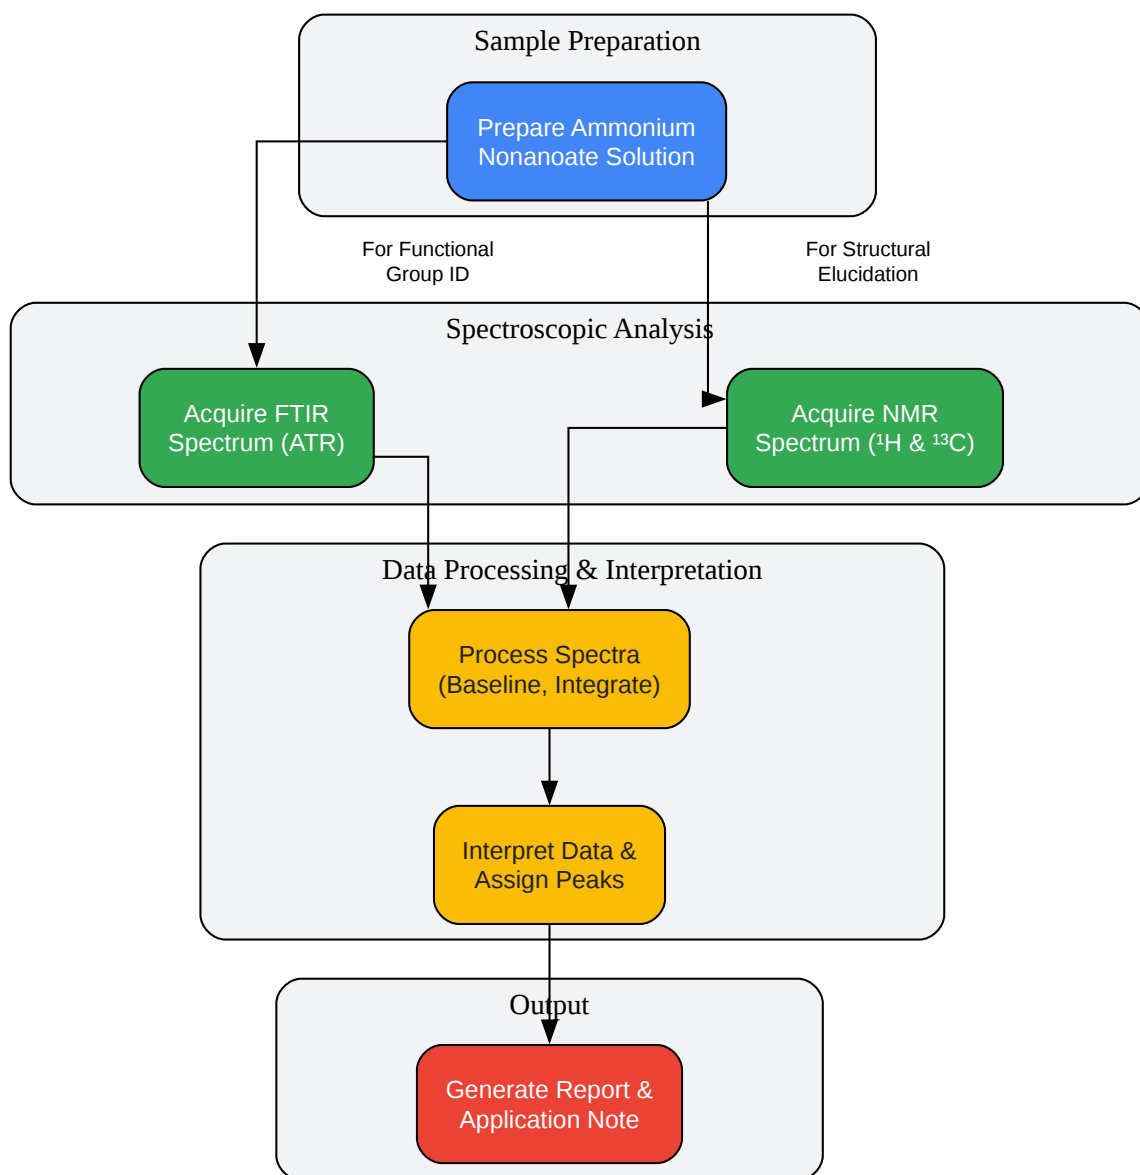 Sample Preparation
Prepare Ammonium
Nonanoate Solution
For Functional
Group ID
For Structural
Elucidation
Spectroscopic Analysis
Acquire FTIR
Spectrum (ATR)
Acquire NMR
Spectrum (¹H & ¹³C)
Data Processing & Interpretation
Process Spectra
(Baseline, Integrate)
Interpret Data &
Assign Peaks
Output
Generate Report &
Application Note